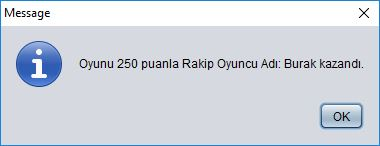 Message
Oyunu 250 puanla Rakip Oyuncu Adı: Burak kazandı.
OK